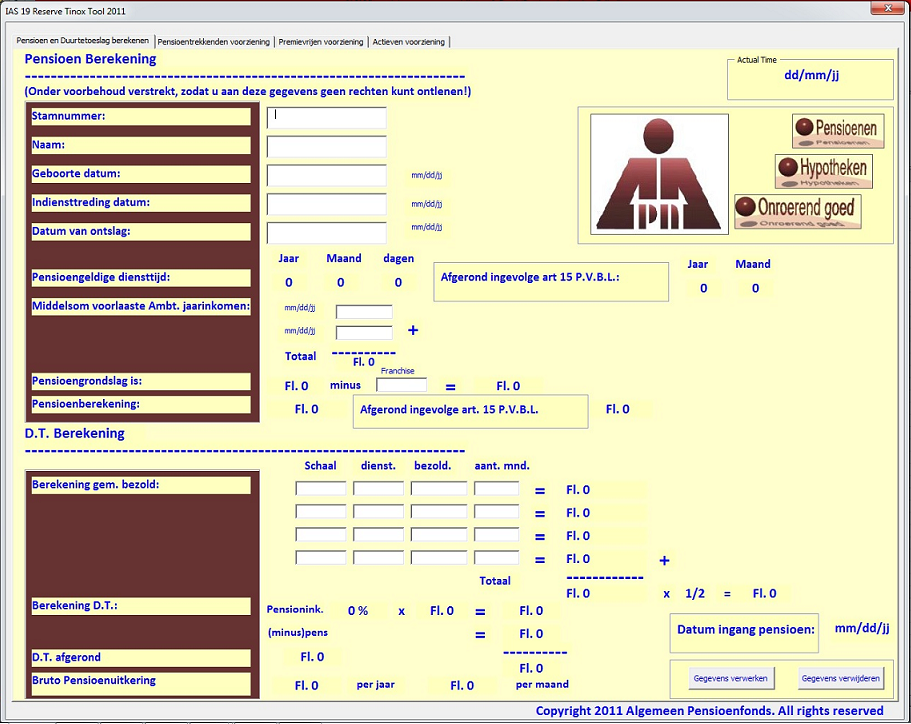 IAS 19 Reserve Tinox Tool 2011
Pensioen en Duurtetoeslag berekenen | Pensioentrekkenden voorziening | Premievrijen voorziening | Actieven voorziening
Pensioen Berekening
Actual Time
dd/mm/jj
(Onder voorbehoud verstrekt, zodat u aan deze gegevens geen rechten kunt ontlenen!)
Stamnummer:
Naam:
Geboorte datum: mm/dd/jj
Indiensttreding datum: mm/dd/jj
Datum van ontslag: mm/dd/jj
pn
Pensioenen
Hypotheken
Onroerend goed
Jaar Maand dagen Jaar Maand
Pensioengeldige diensttijd: 0 0 0 Afgerond ingevolge art 15 P.V.B.L.: 0 0
Middelsom voorlaaste Ambt. jaarinkomen: mm/dd/jj
mm/dd/jj +
Totaal ----------
Fl. 0
Franchise
Pensioengrondslag is: Fl. 0 minus = Fl. 0
Pensioenberekening: Fl. 0 Afgerond ingevolge art. 15 P.V.B.L. Fl. 0
D.T. Berekening
Schaal dienst. bezold. aant. mnd.
Berekening gem. bezold: = Fl. 0
= Fl. 0
= Fl. 0
= Fl. 0 +
Totaal ------------
Fl. 0 x 1/2 = Fl. 0
Berekening D.T.: Pensionink. 0 % x Fl. 0 = Fl. 0
(minus)pens = Fl. 0
Datum ingang pensioen: mm/dd/jj
----------
D.T. afgerond Fl. 0
Fl. 0
Bruto Pensioenuitkering Fl. 0 per jaar Fl. 0 per maand
Gegevens verwerken Gegevens verwijderen
Copyright 2011 Algemeen Pensioenfonds. All rights reserved